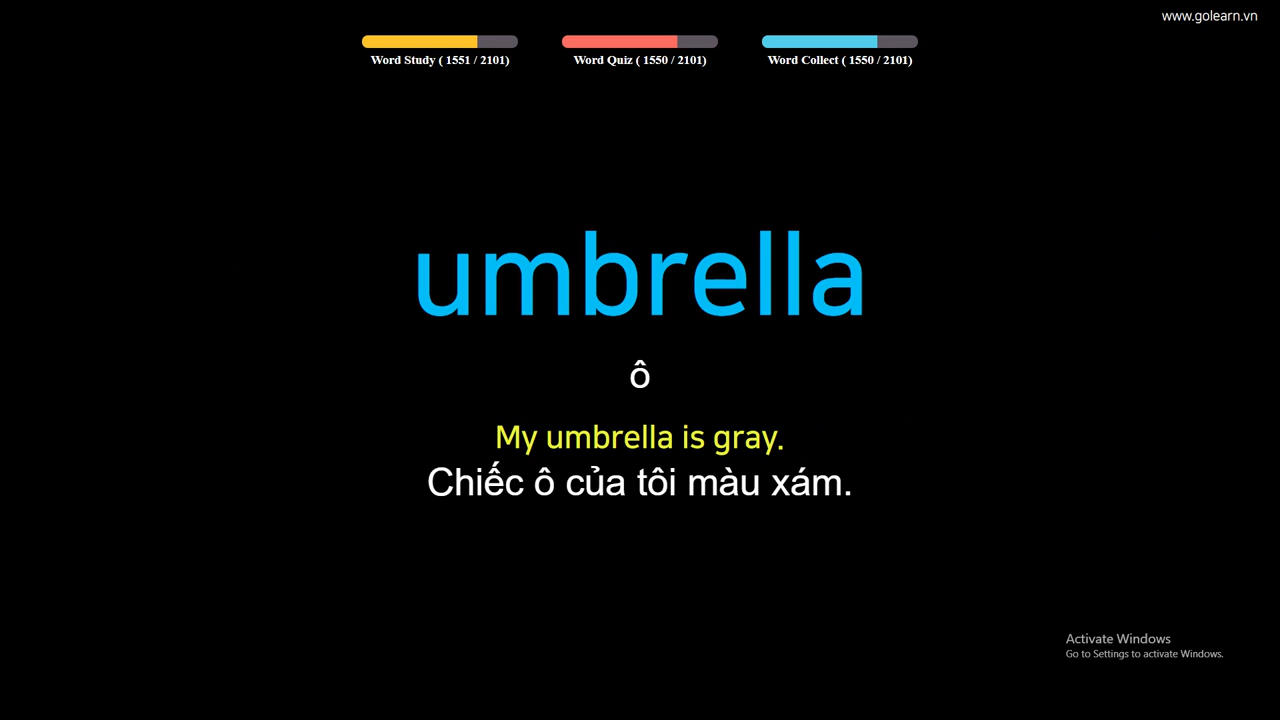 www.golearn.vn
Word Study ( 1551 / 2101)
Word Quiz ( 1550 / 2101)
Word Collect ( 1550 / 2101)
umbrella
ô
My umbrella is gray.
Chiếc ô của tôi màu xám.
Activate Windows
Go to Settings to activate Windows.